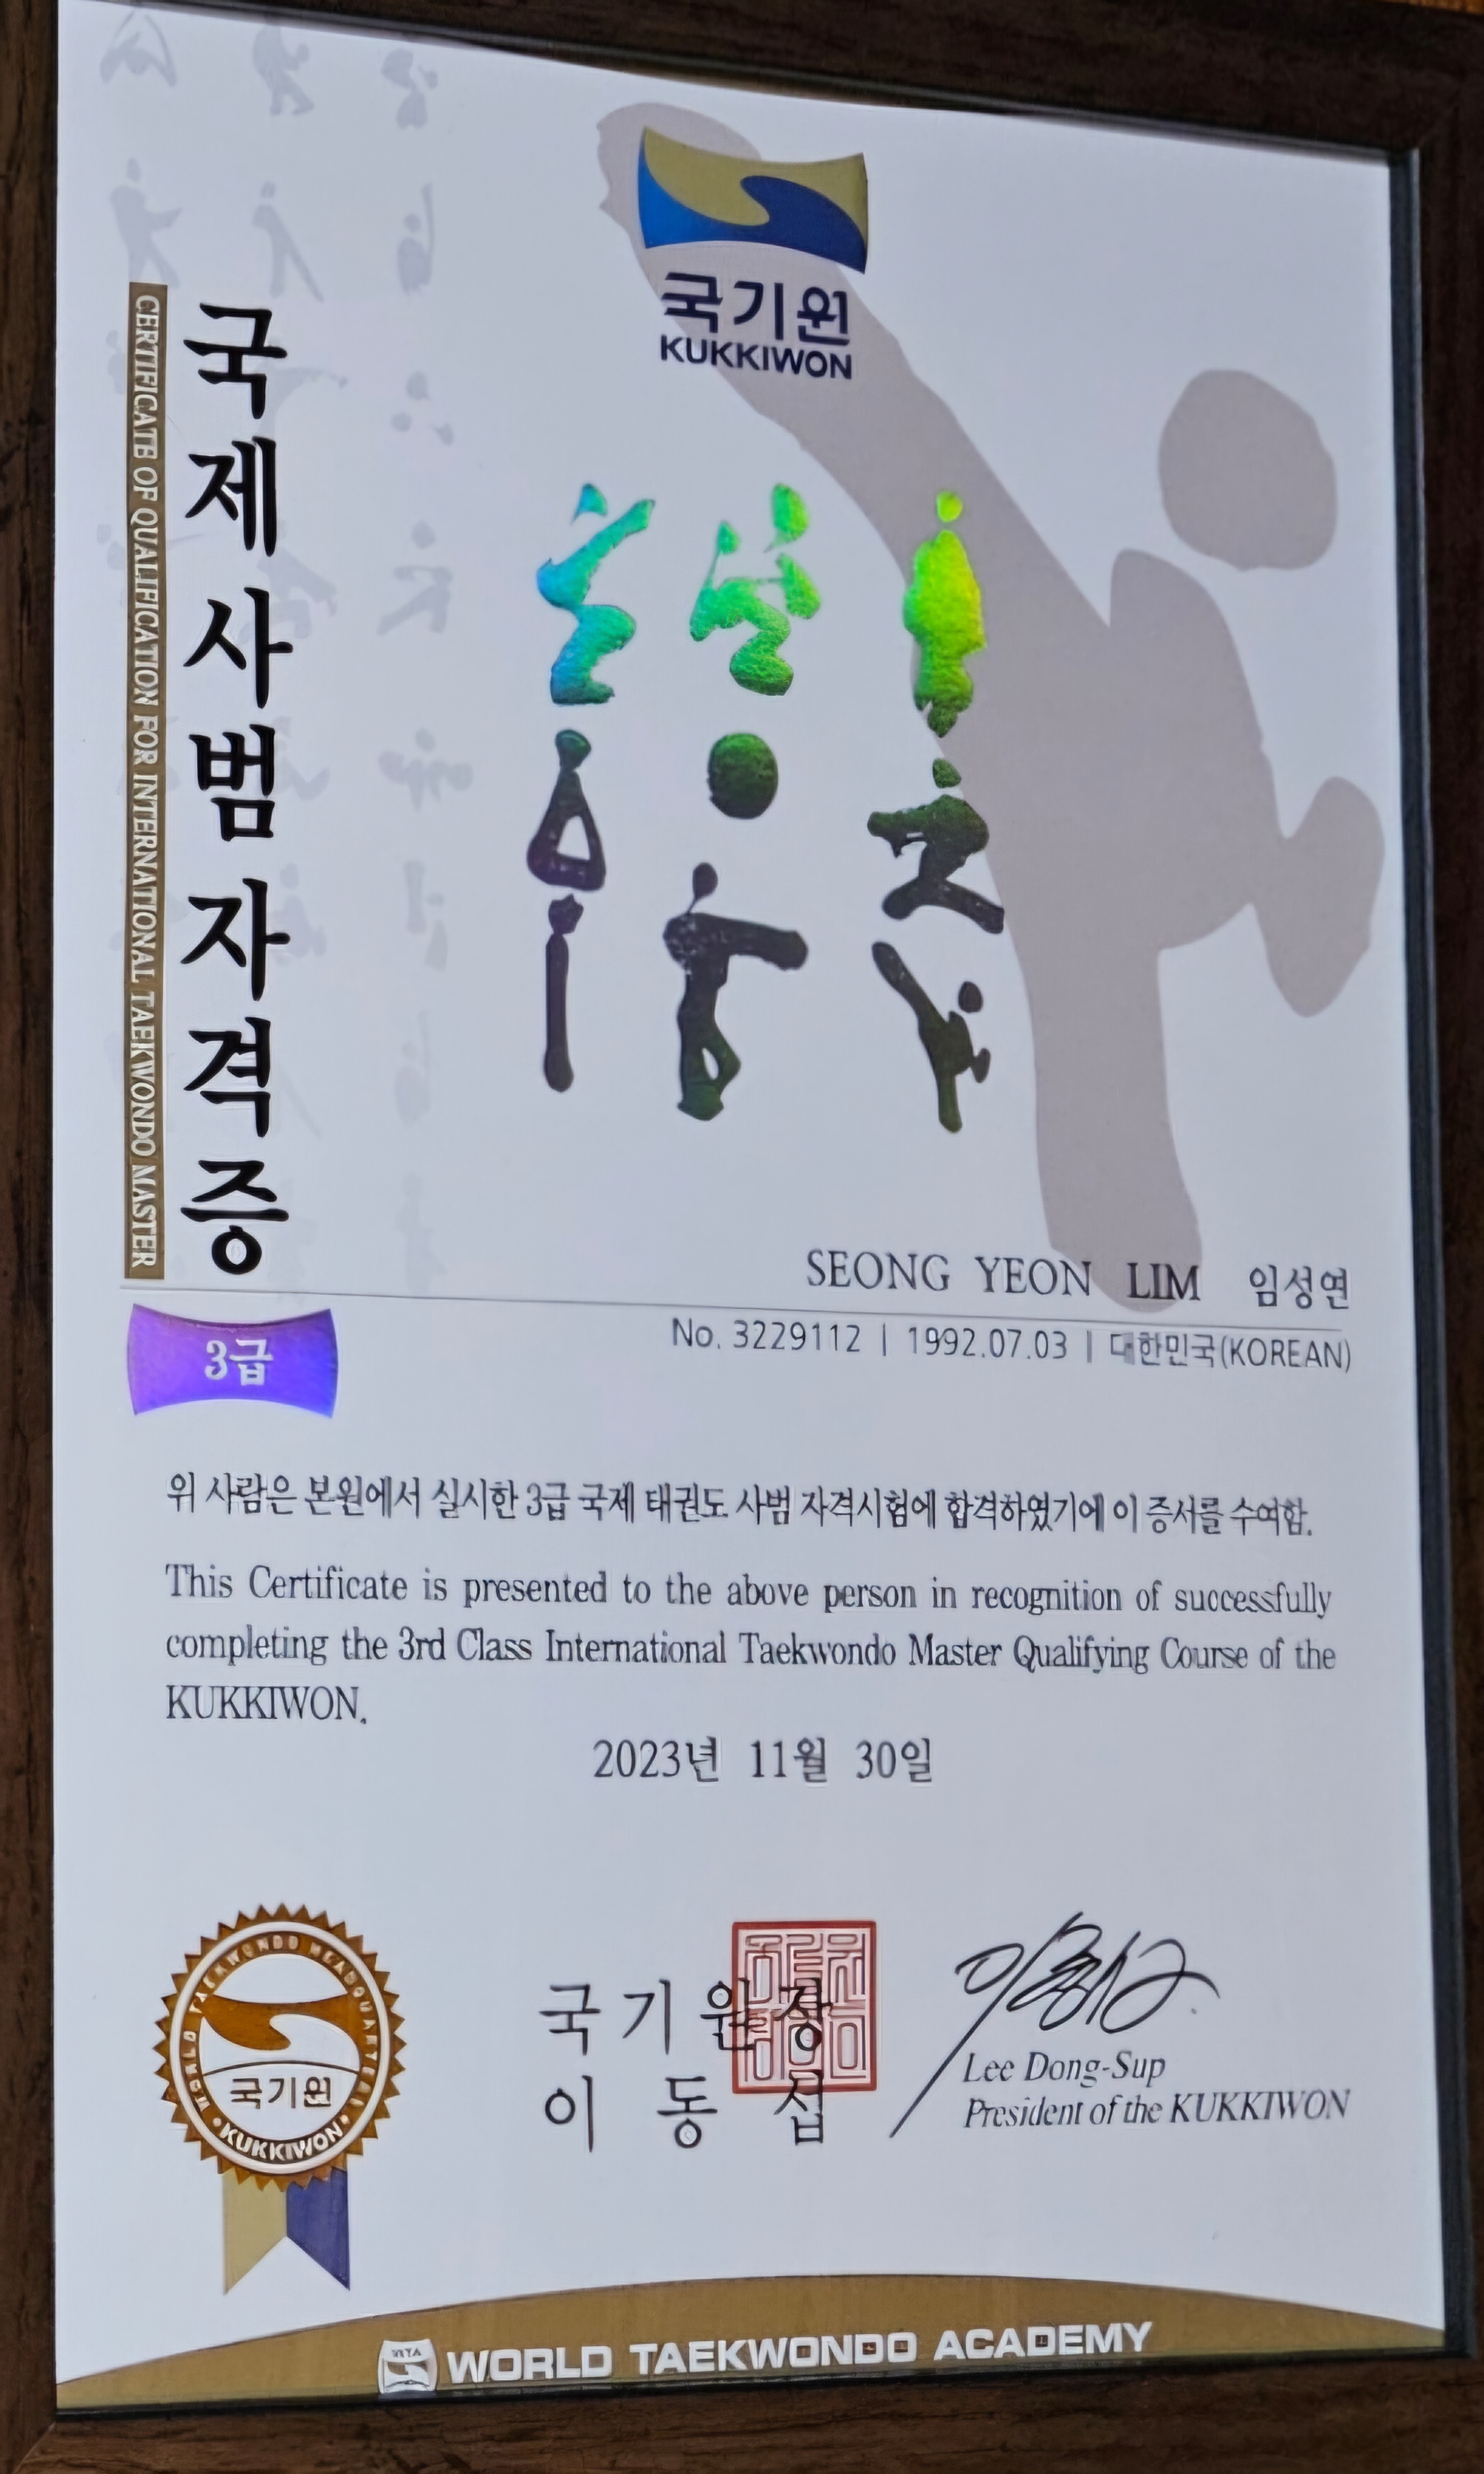 국기원
KUKKIWON
국제사범자격증
CERTIFICATE OF QUALIFICATION FOR INTERNATIONAL TAEKWONDO MASTER
SEONG YEON LIM 임성연
No. 3229112 | 1992.07.03 | 대한민국(KOREAN)
3급
위 사람은 본원에서 실시한 3급 국제 태권도 사범 자격시험에 합격하였기에 이 증서를 수여함.
This Certificate is presented to the above person in recognition of successfully
completing the 3rd Class International Taekwondo Master Qualifying Course of the
KUKKIWON.
2023년 11월 30일
국기원장
이동섭
Lee Dong-Sup
President of the KUKKIWON
WORLD TAEKWONDO HEADQUARTERS
국기원
KUKKIWON
WTA
WORLD TAEKWONDO ACADEMY